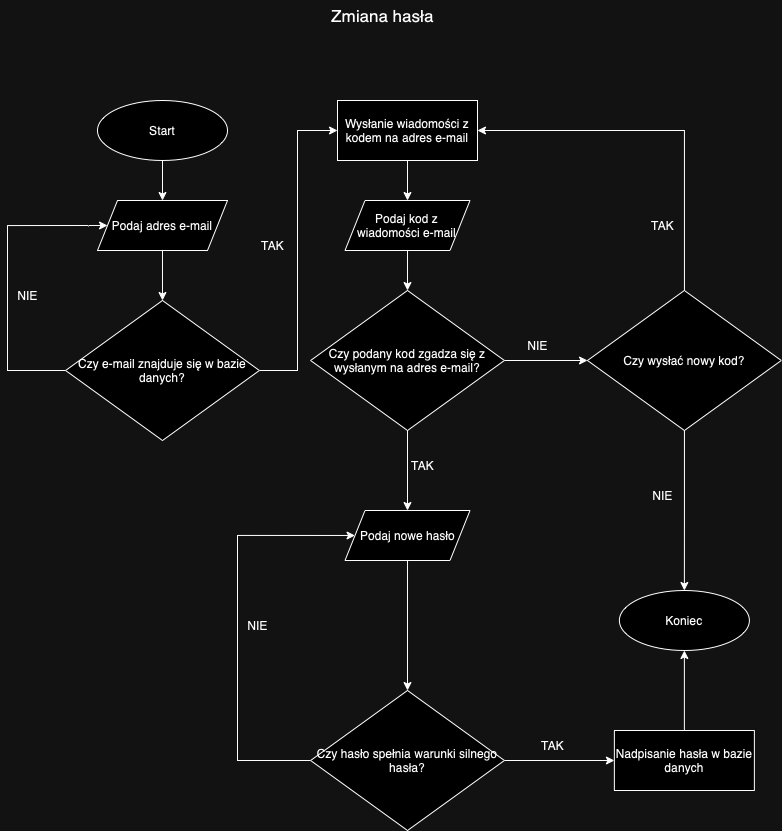 Zmiana hasła
Start
Podaj adres e-mail
NIE
Czy e-mail znajduje się w bazie
danych?
TAK
Wysłanie wiadomości z
kodem na adres e-mail
Podaj kod z
wiadomości e-mail
Czy podany kod zgadza się z
wysłanym na adres e-mail?
NIE
Czy wysłać nowy kod?
TAK
NIE
TAK
Podaj nowe hasło
NIE
Czy hasło spełnia warunki silnego
hasła?
TAK
Nadpisanie hasła w bazie
danych
Koniec